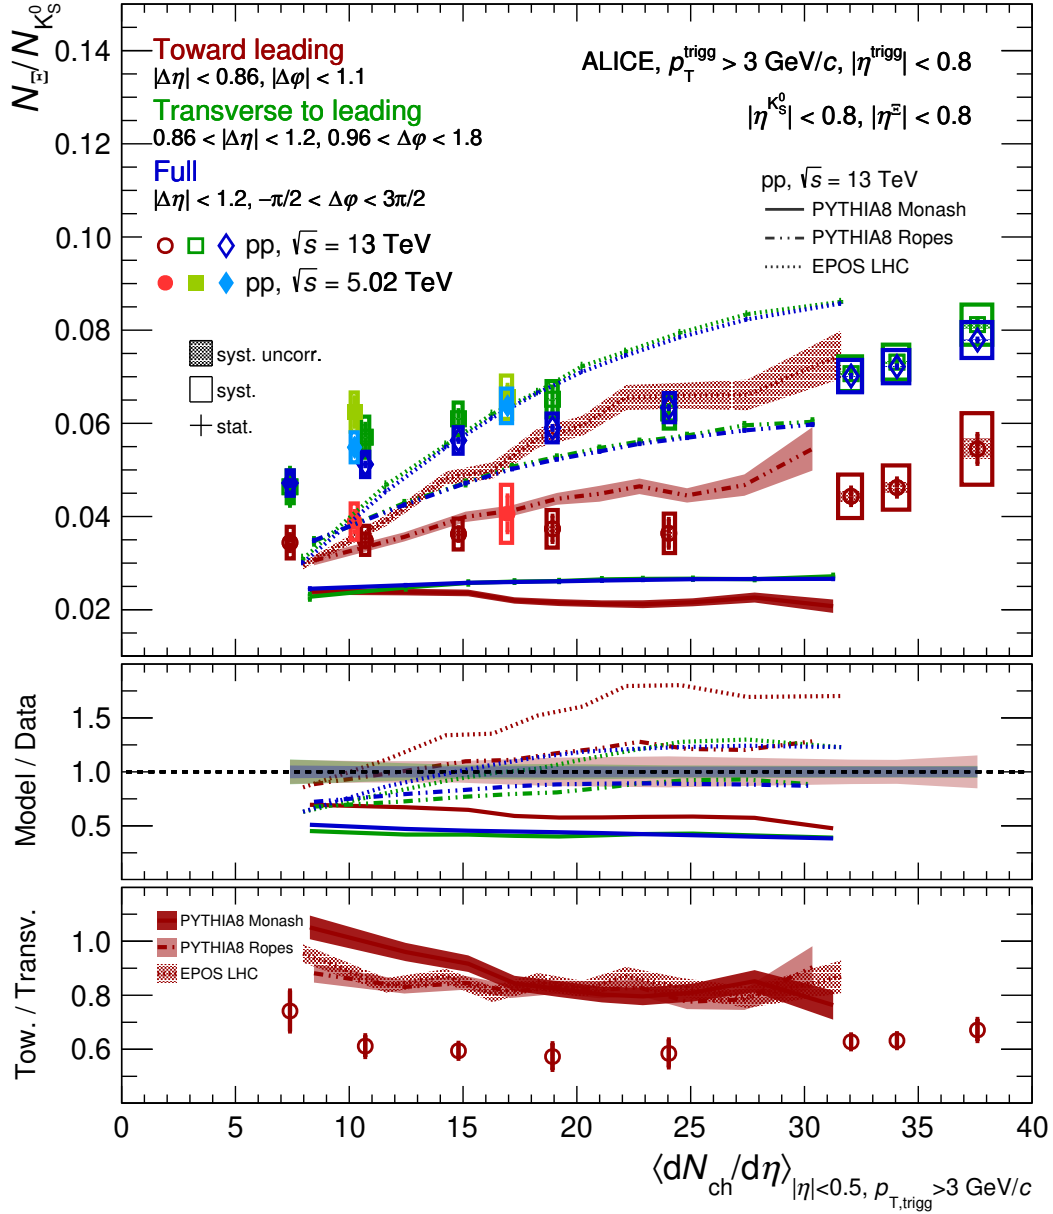 N_Ξ/N_{K_S^0}
0.14
0.12
0.10
0.08
0.06
0.04
0.02
Toward leading
|Δη| < 0.86, |Δφ| < 1.1
Transverse to leading
0.86 < |Δη| < 1.2, 0.96 < Δφ < 1.8
Full
|Δη| < 1.2, −π/2 < Δφ < 3π/2
pp, √s = 13 TeV
pp, √s = 5.02 TeV
syst. uncorr.
syst.
stat.
ALICE, p_T^trigg > 3 GeV/c, |η^trigg| < 0.8
|η^{K_S^0}| < 0.8, |η^Ξ| < 0.8
pp, √s = 13 TeV
PYTHIA8 Monash
PYTHIA8 Ropes
EPOS LHC
Model / Data
1.5
1.0
0.5
Tow. / Transv.
1.0
0.8
0.6
PYTHIA8 Monash
PYTHIA8 Ropes
EPOS LHC
0 5 10 15 20 25 30 35 40
⟨dN_ch/dη⟩_{|η|<0.5, p_{T,trigg}>3 GeV/c}